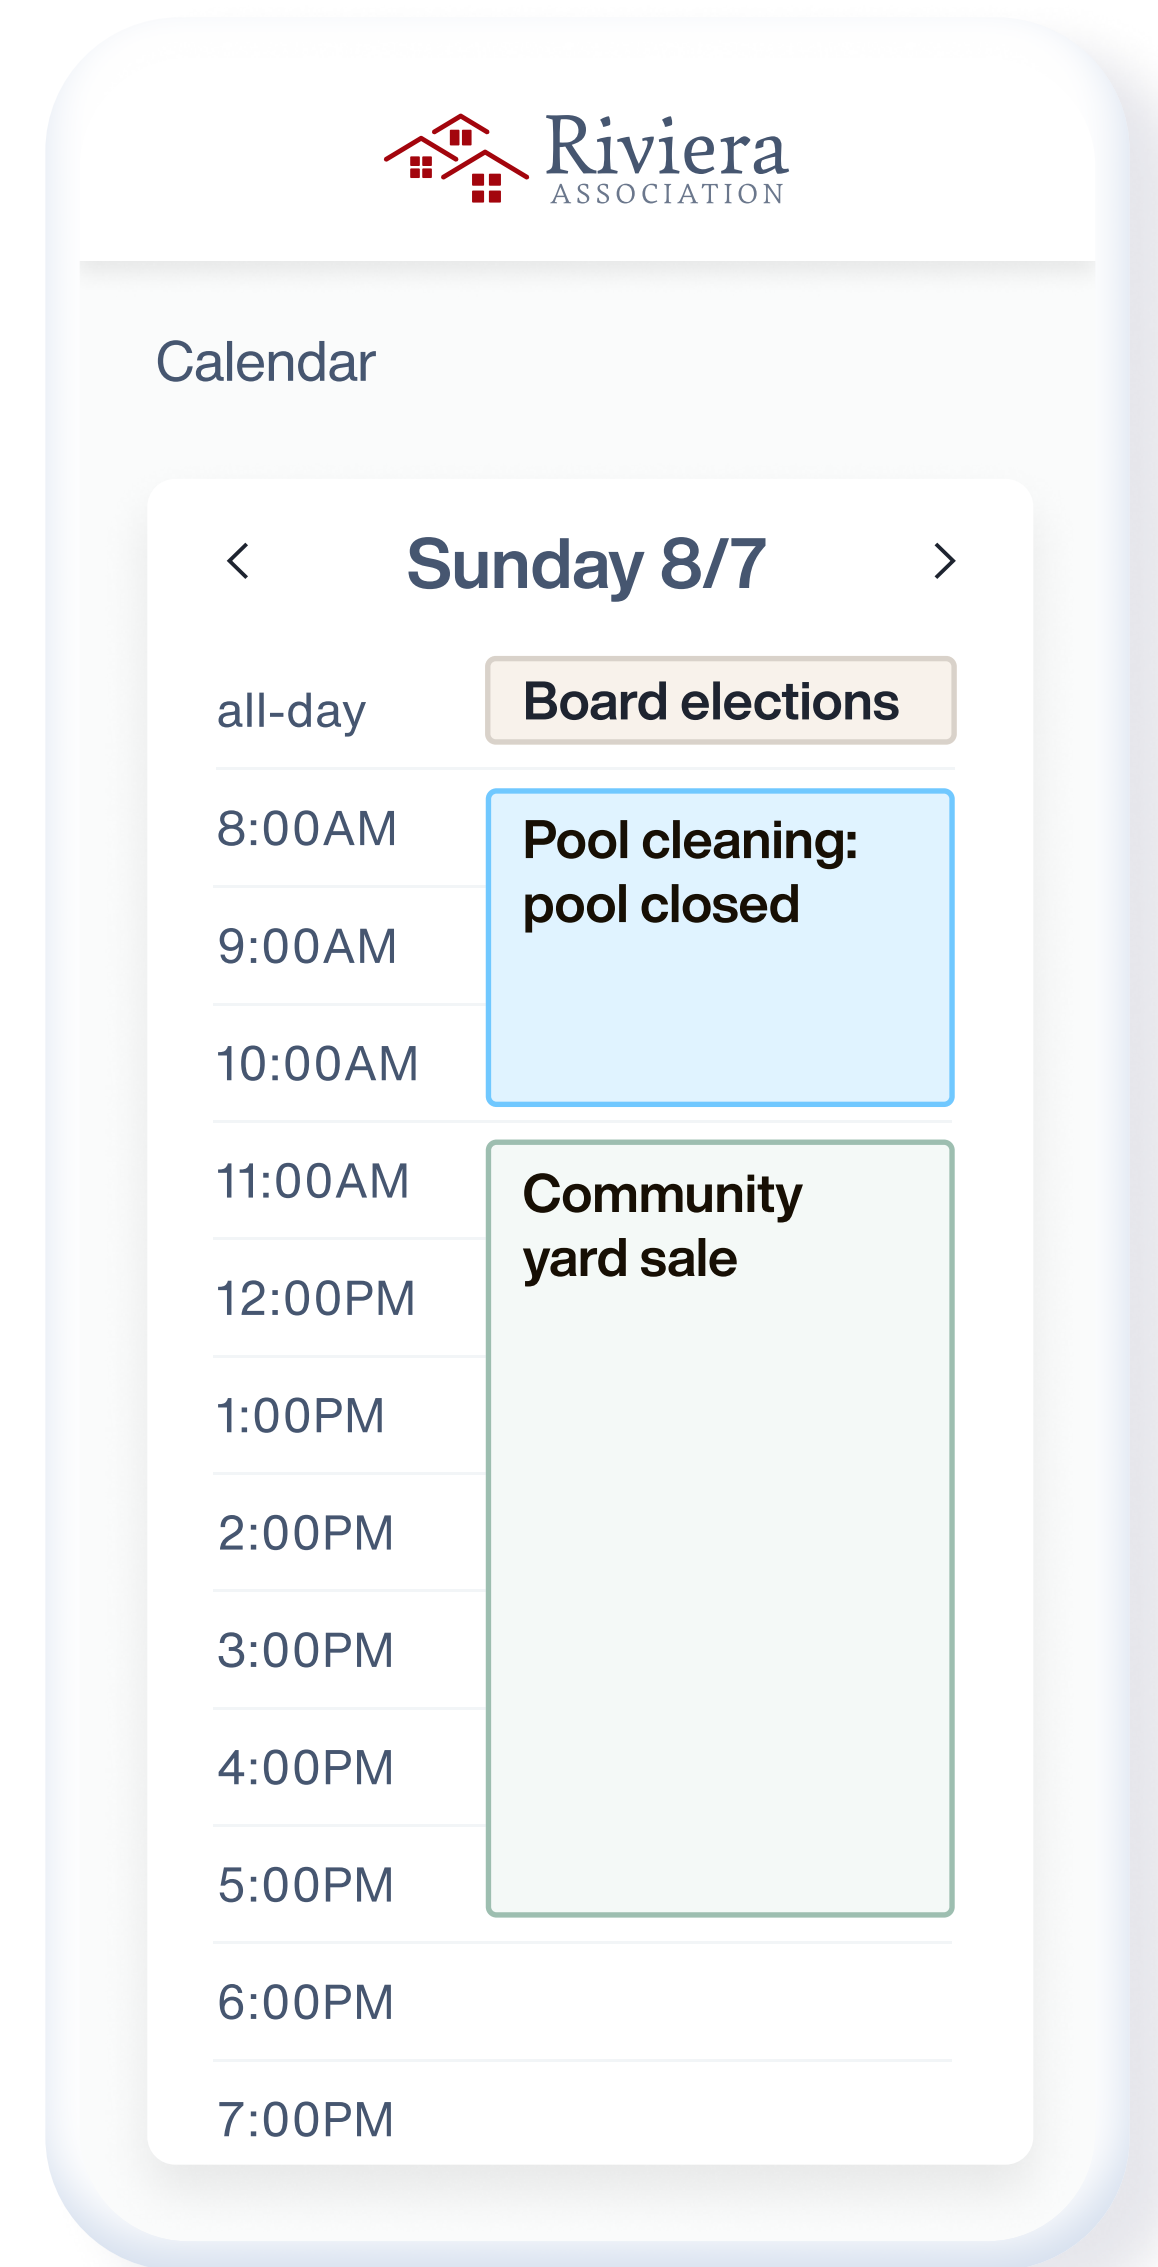 Riviera
ASSOCIATION
Calendar
Sunday 8/7
all-day
Board elections
8:00AM
Pool cleaning:
pool closed
9:00AM
10:00AM
11:00AM
Community
yard sale
12:00PM
1:00PM
2:00PM
3:00PM
4:00PM
5:00PM
6:00PM
7:00PM